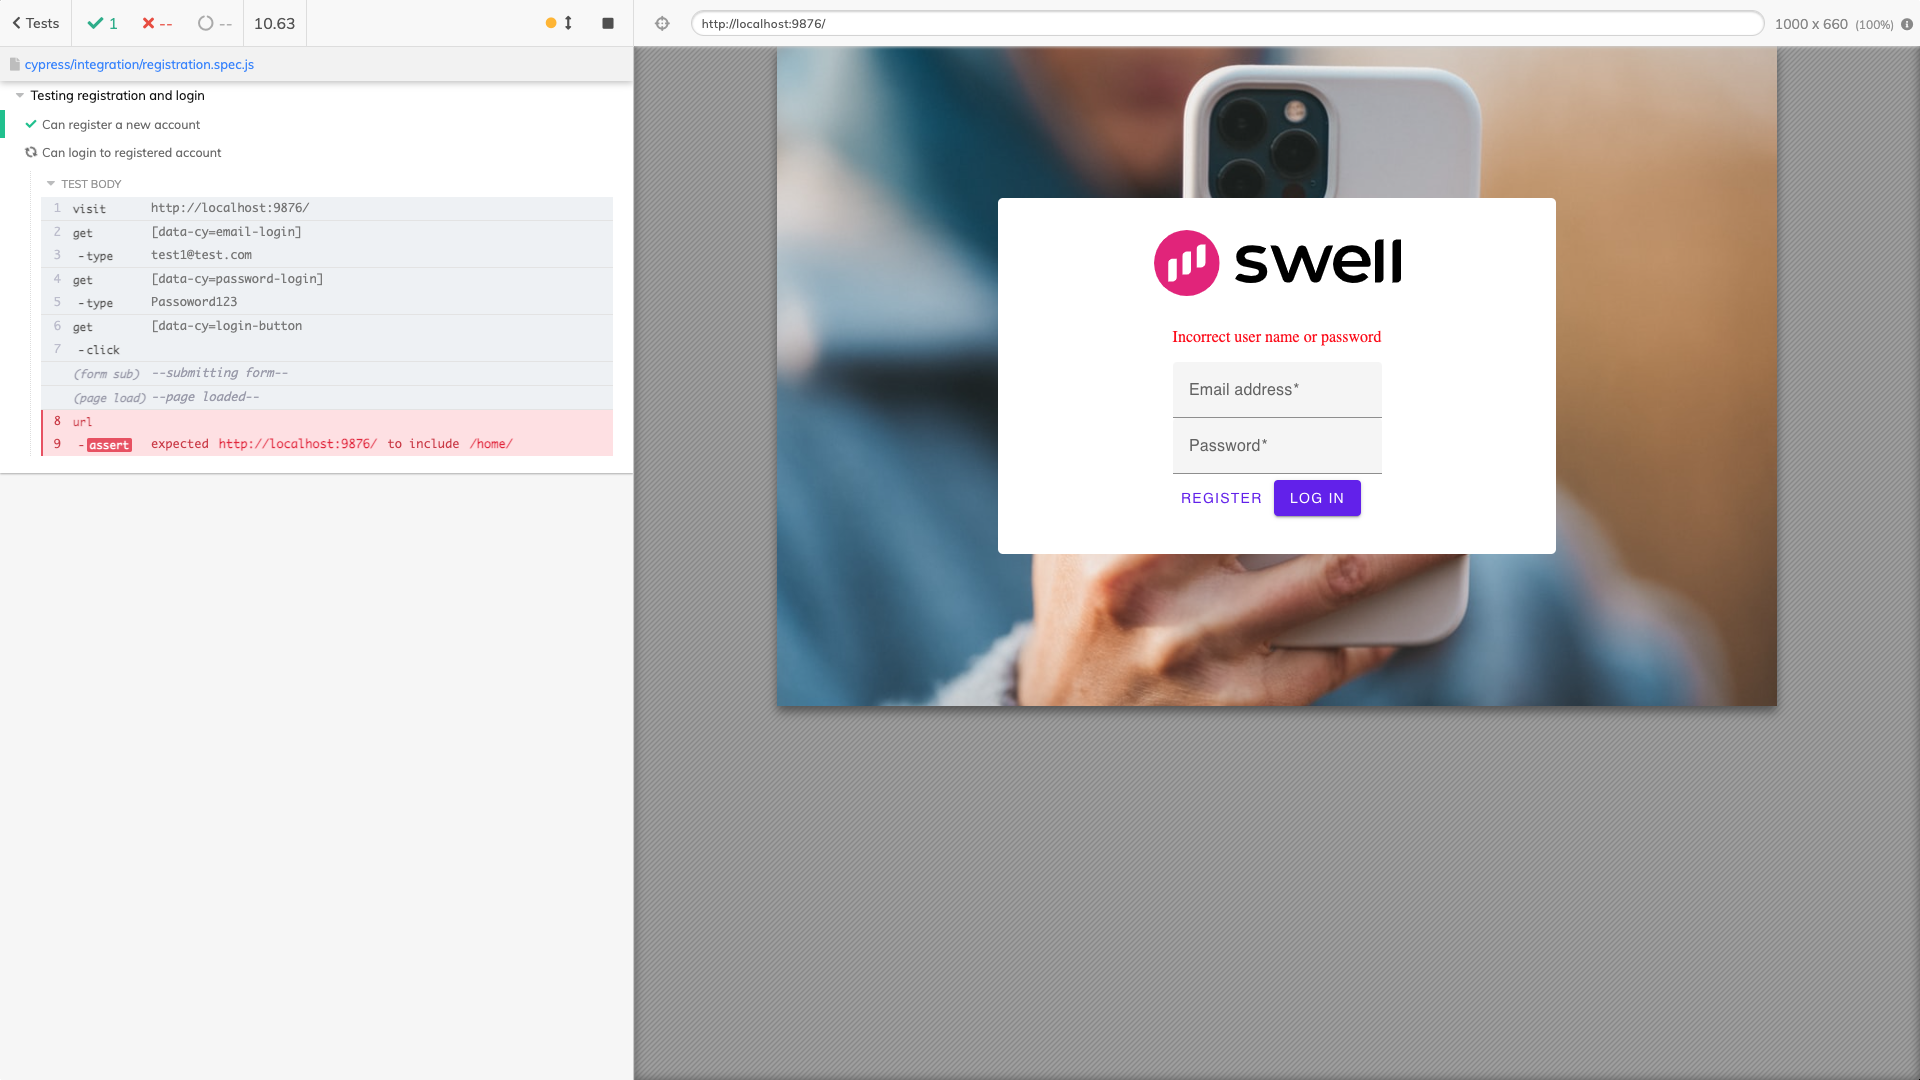 Tests
1
--
--
10.63
http://localhost:9876/
1000 x 660 (100%)
cypress/integration/registration.spec.js
Testing registration and login
Can register a new account
Can login to registered account
TEST BODY
1 visit http://localhost:9876/
2 get [data-cy=email-login]
3 -type test1@test.com
4 get [data-cy=password-login]
5 -type Passoword123
6 get [data-cy=login-button
7 -click
(form sub) --submitting form--
(page load) --page loaded--
8 url
9 -assert expected http://localhost:9876/ to include /home/
swell
Incorrect user name or password
Email address*
Password*
REGISTER LOG IN